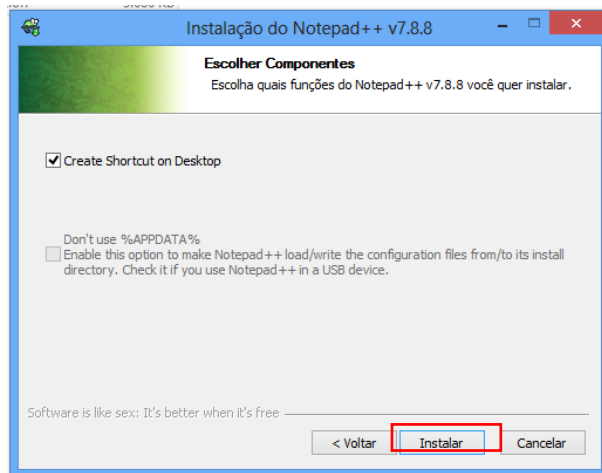 Instalação do Notepad++ v7.8.8
Escolher Componentes
Escolha quais funções do Notepad++ v7.8.8 você quer instalar.
Create Shortcut on Desktop
Don't use %APPDATA%
Enable this option to make Notepad++ load/write the configuration files from/to its install
directory. Check it if you use Notepad++ in a USB device.
Software is like sex: It's better when it's free
< Voltar Instalar Cancelar